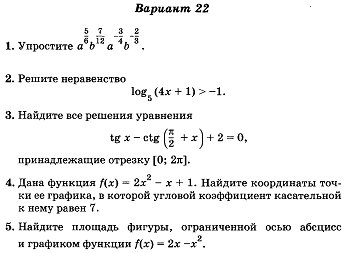 Вариант 22
1. Упростите a^(5/6) b^(7/12) a^(-3/4) b^(-2/3).
2. Решите неравенство
log₅ (4x + 1) > –1.
3. Найдите все решения уравнения
tg x – ctg (π/2 + x) + 2 = 0,
принадлежащие отрезку [0; 2π].
4. Дана функция f(x) = 2x² – x + 1. Найдите координаты точ-
ки ее графика, в которой угловой коэффициент касательной
к нему равен 7.
5. Найдите площадь фигуры, ограниченной осью абсцисс
и графиком функции f(x) = 2x –x².